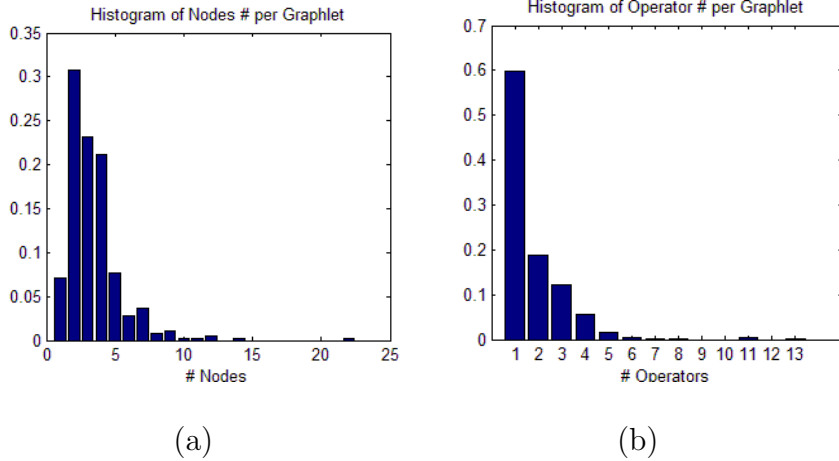 Histogram of Nodes # per Graphlet
0.35
0.3
0.25
0.2
0.15
0.1
0.05
0
0 5 10 15 20 25
# Nodes
(a)
Histogram of Operator # per Graphlet
0.7
0.6
0.5
0.4
0.3
0.2
0.1
0
1 2 3 4 5 6 7 8 9 10 11 12 13
# Operators
(b)